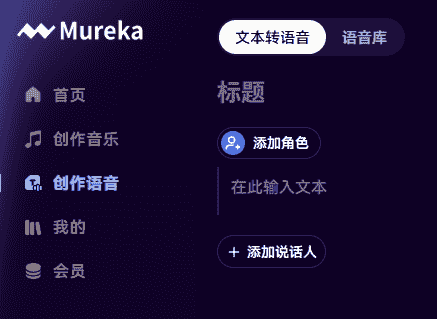 Mureka
首页
创作音乐
创作语音
我的
会员
文本转语音
语音库
标题
添加角色
在此输入文本
+ 添加说话人